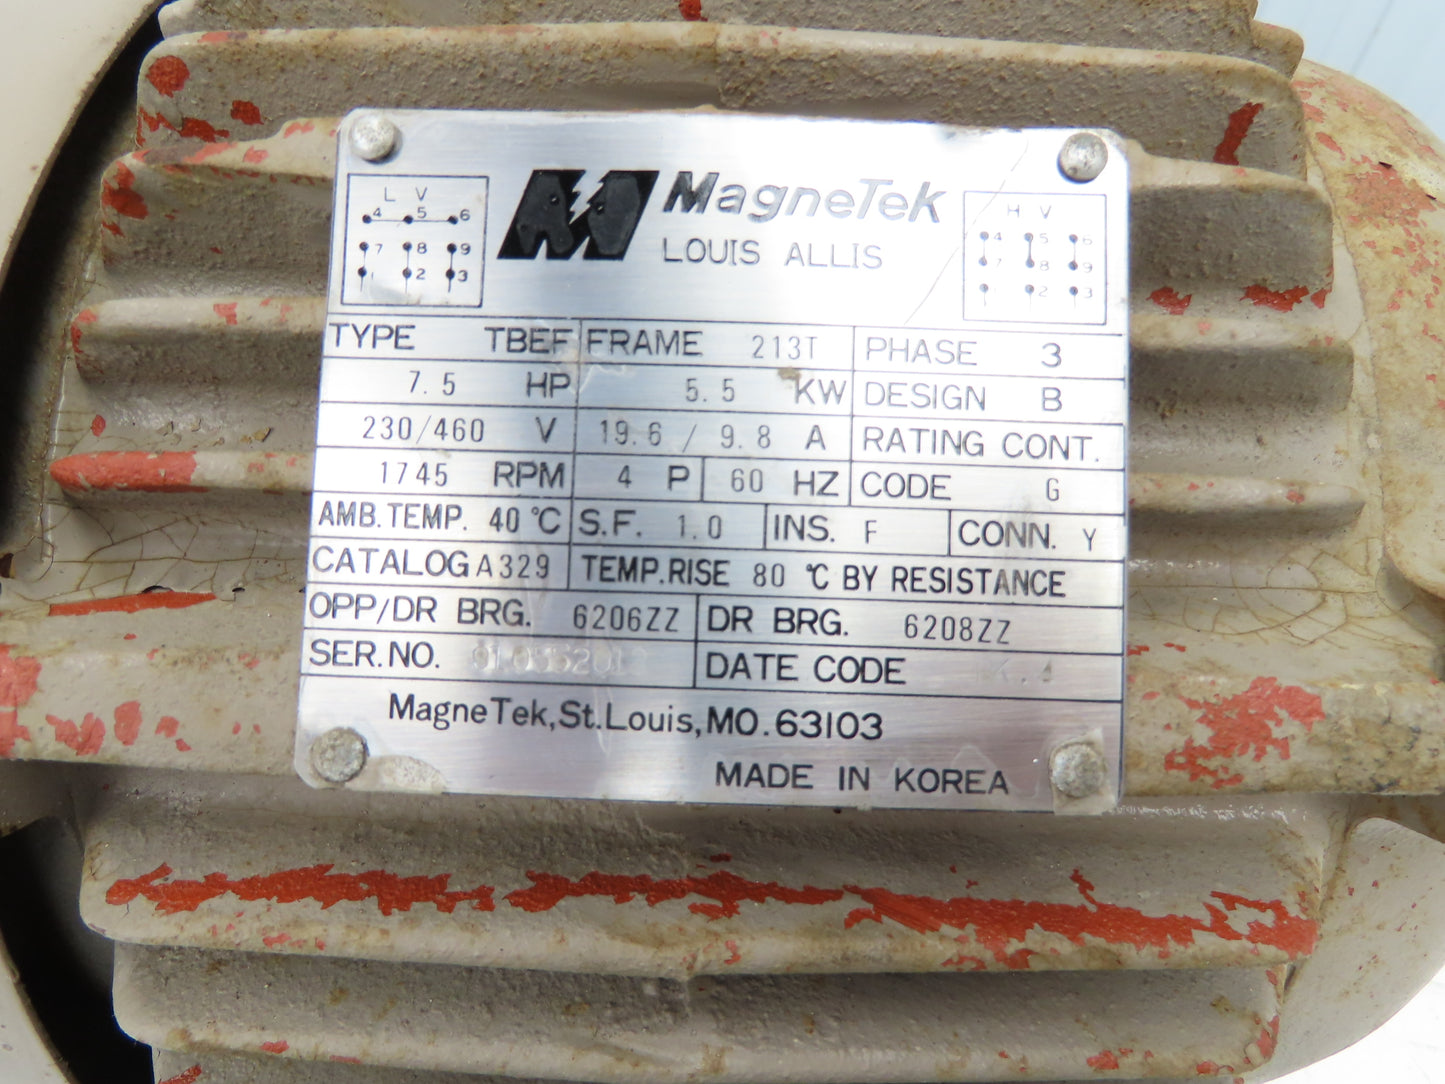 MagneTek
LOUIS ALLIS
L V
4 5 6
7 8 9
1 2 3
H V
4 5 6
7 8 9
2 3
TYPE TBEF FRAME 213T PHASE 3
7.5 HP 5.5 KW DESIGN B
230/460 V 19.6 / 9.8 A RATING CONT.
1745 RPM 4 P 60 HZ CODE G
AMB. TEMP. 40 °C S.F. 1.0 INS. F CONN. Y
CATALOG A329 TEMP. RISE 80 °C BY RESISTANCE
OPP/DR BRG. 6206ZZ DR BRG. 6208ZZ
SER. NO. DATE CODE
MagneTek, St. Louis, MO. 63103
MADE IN KOREA